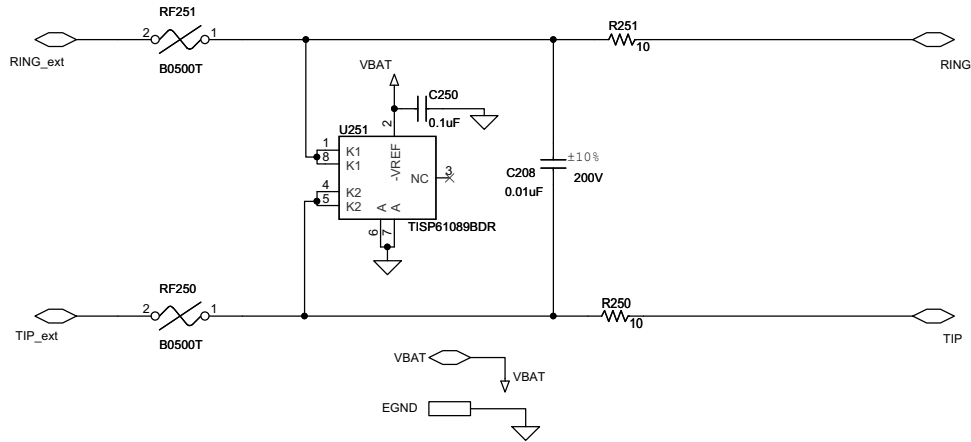 RF251
2
1
RING_ext
B0500T
R251
10
RING
VBAT
C250
0.1uF
2
U251
1
K1
8
K1
-VREF
NC
3
4
K2
5
K2
A
A
6
7
TISP61089BDR
±10%
C208
0.01uF
200V
RF250
2
1
TIP_ext
B0500T
R250
10
TIP
VBAT
VBAT
EGND